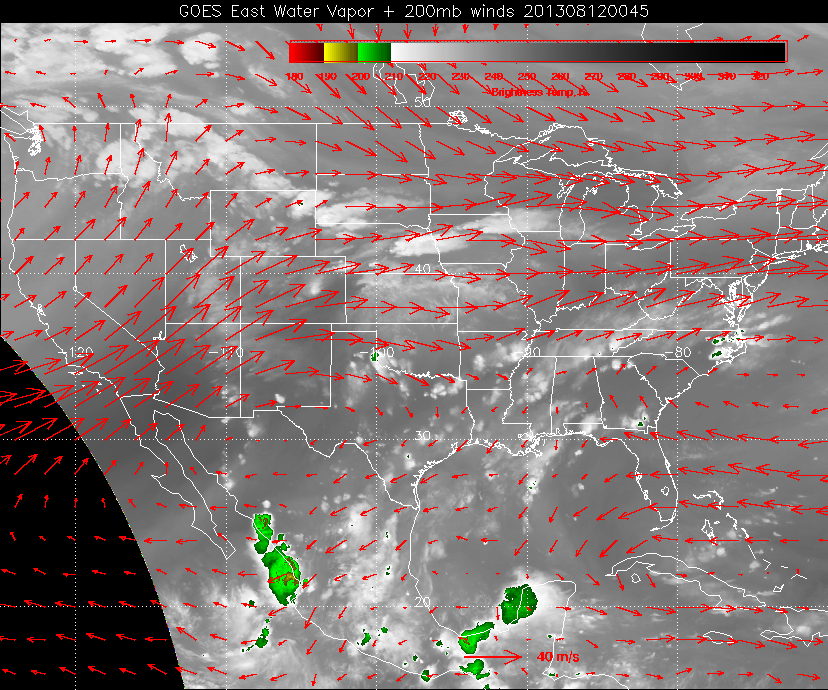 GOES East Water Vapor + 200mb winds 201308120045
180 190 200 210 220 230 240 250 260 270 280 290 300 310 320
Brightness Temp, K
50
40
-120 -110 -100 -90 -80
30
20
40 m/s